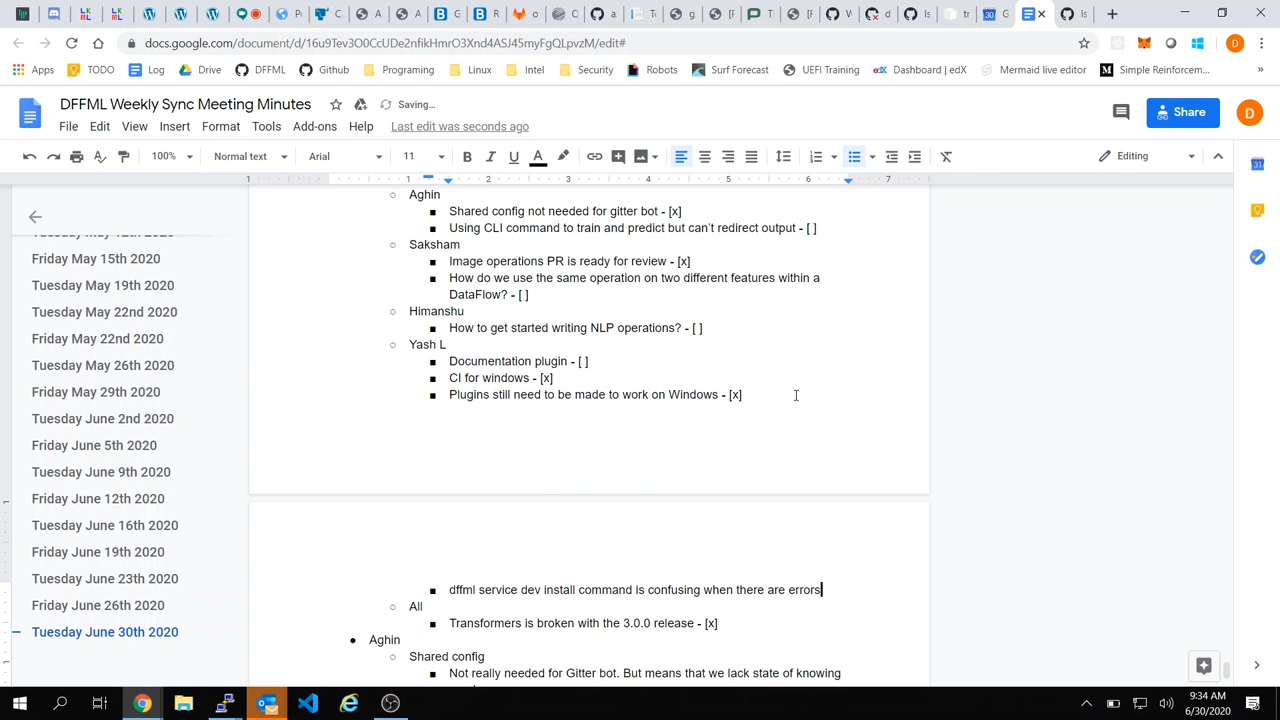 docs.google.com/document/d/16u9Tev3O0CcUDe2nfikHmrO3Xnd4ASJ45myFgQLpvzM/edit#
Apps TODO Log Drive DFFML Github Programing Linux Intel Security Robots Surf Forecast UEFI Training Dashboard | edX Mermaid live editor Simple Reinforcem...
DFFML Weekly Sync Meeting Minutes Saving...
File Edit View Insert Format Tools Add-ons Help Last edit was seconds ago
Share
D
100% Normal text Arial 11 Editing
1 1 2 3 4 5 6 7
Friday May 15th 2020
Tuesday May 19th 2020
Tuesday May 22nd 2020
Friday May 22nd 2020
Tuesday May 26th 2020
Friday May 29th 2020
Tuesday June 2nd 2020
Friday June 5th 2020
Tuesday June 9th 2020
Friday June 12th 2020
Tuesday June 16th 2020
Friday June 19th 2020
Tuesday June 23th 2020
Friday June 26th 2020
Tuesday June 30th 2020
Aghin
Shared config not needed for gitter bot - [x]
Using CLI command to train and predict but can't redirect output - [ ]
Saksham
Image operations PR is ready for review - [x]
How do we use the same operation on two different features within a
DataFlow? - [ ]
Himanshu
How to get started writing NLP operations? - [ ]
Yash L
Documentation plugin - [ ]
CI for windows - [x]
Plugins still need to be made to work on Windows - [x]
dffml service dev install command is confusing when there are errors
All
Transformers is broken with the 3.0.0 release - [x]
Aghin
Shared config
Not really needed for Gitter bot. But means that we lack state of knowing
9:34 AM
6/30/2020